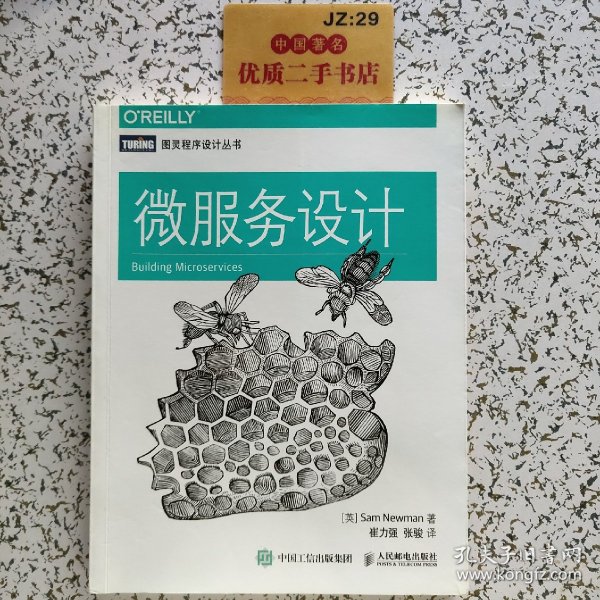 JZ:29
中国著名
优质二手书店
O'REILLY
TURING 图灵程序设计丛书
微服务设计
Building Microservices
[英] Sam Newman 著
崔力强 张骏 译
中国工信出版集团
人民邮电出版社
POSTS & TELECOM PRESS
孔夫子旧书网
www.kongfz.com